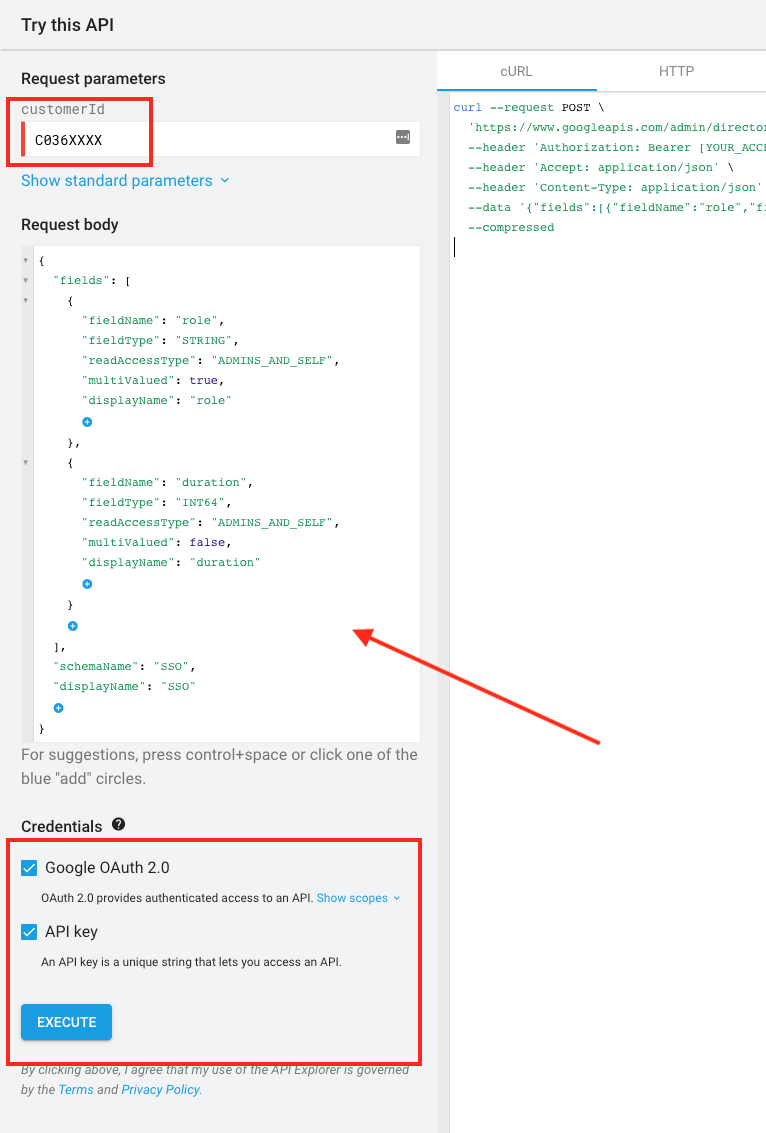 Try this API
Request parameters
customerId
C036XXXX
Show standard parameters
Request body
{
"fields": [
{
"fieldName": "role",
"fieldType": "STRING",
"readAccessType": "ADMINS_AND_SELF",
"multiValued": true,
"displayName": "role"
},
{
"fieldName": "duration",
"fieldType": "INT64",
"readAccessType": "ADMINS_AND_SELF",
"multiValued": false,
"displayName": "duration"
}
],
"schemaName": "SSO",
"displayName": "SSO"
}
For suggestions, press control+space or click one of the
blue "add" circles.
Credentials ?
Google OAuth 2.0
OAuth 2.0 provides authenticated access to an API. Show scopes
API key
An API key is a unique string that lets you access an API.
EXECUTE
By clicking above, I agree that my use of the API Explorer is governed
by the Terms and Privacy Policy.
cURL
HTTP
curl --request POST \
'https://www.googleapis.com/admin/director
--header 'Authorization: Bearer [YOUR_ACCE
--header 'Accept: application/json' \
--header 'Content-Type: application/json'
--data '{"fields":[{"fieldName":"role","fi
--compressed